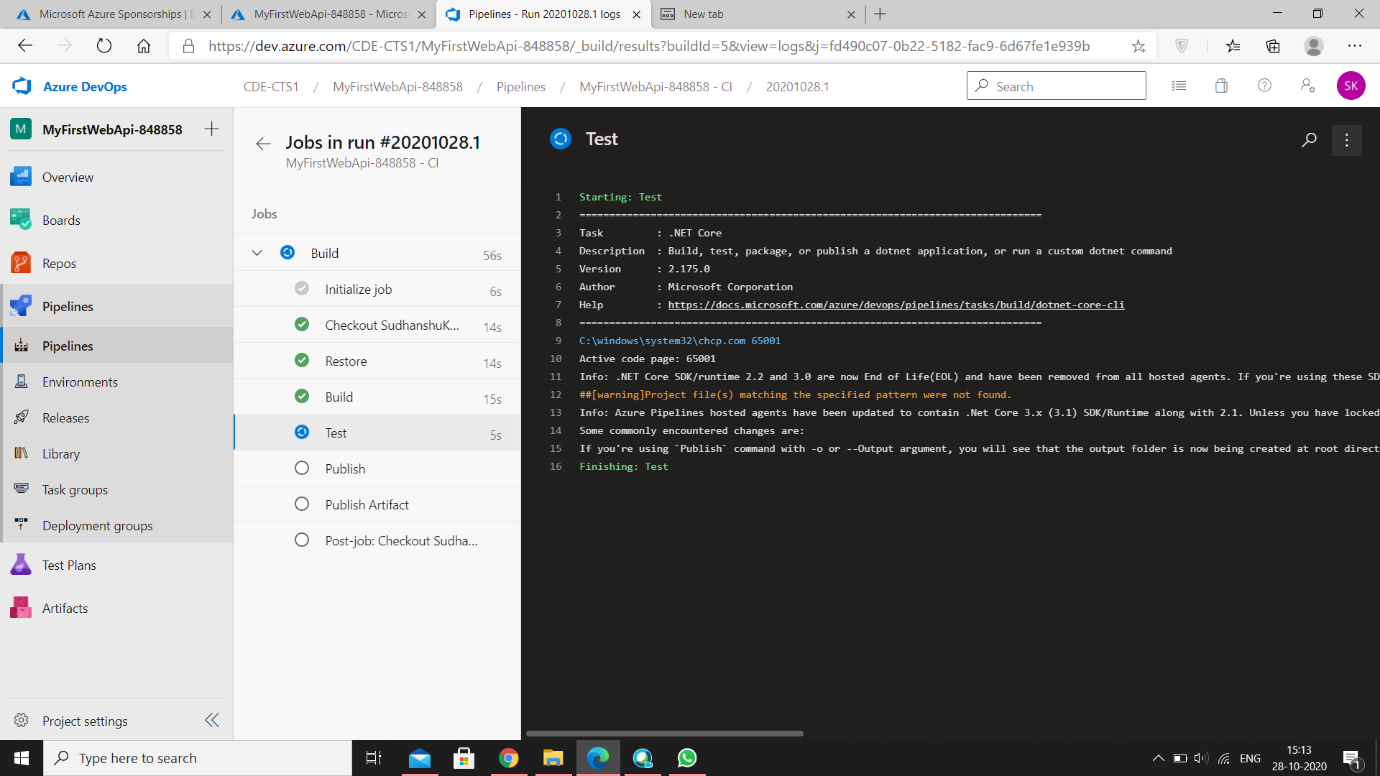 Microsoft Azure Sponsorships | E
MyFirstWebApi-848858 - Micros
Pipelines - Run 20201028.1 logs
New tab
https://dev.azure.com/CDE-CTS1/MyFirstWebApi-848858/_build/results?buildId=5&view=logs&j=fd490c07-0b22-5182-fac9-6d67fe1e939b
Azure DevOps
CDE-CTS1 / MyFirstWebApi-848858 / Pipelines / MyFirstWebApi-848858 - CI / 20201028.1
Search
SK
M MyFirstWebApi-848858
Overview
Boards
Repos
Pipelines
Pipelines
Environments
Releases
Library
Task groups
Deployment groups
Test Plans
Artifacts
Project settings
Jobs in run #20201028.1
MyFirstWebApi-848858 - CI
Jobs
Build 56s
Initialize job 6s
Checkout SudhanshuK... 14s
Restore 14s
Build 15s
Test 5s
Publish
Publish Artifact
Post-job: Checkout Sudha...
Test
1 Starting: Test
2 ==============================================================================
3 Task : .NET Core
4 Description : Build, test, package, or publish a dotnet application, or run a custom dotnet command
5 Version : 2.175.0
6 Author : Microsoft Corporation
7 Help : https://docs.microsoft.com/azure/devops/pipelines/tasks/build/dotnet-core-cli
8 ==============================================================================
9 C:\windows\system32\chcp.com 65001
10 Active code page: 65001
11 Info: .NET Core SDK/runtime 2.2 and 3.0 are now End of Life(EOL) and have been removed from all hosted agents. If you're using these SD
12 ##[warning]Project file(s) matching the specified pattern were not found.
13 Info: Azure Pipelines hosted agents have been updated to contain .Net Core 3.x (3.1) SDK/Runtime along with 2.1. Unless you have locked
14 Some commonly encountered changes are:
15 If you're using `Publish` command with -o or --Output argument, you will see that the output folder is now being created at root direct
16 Finishing: Test
Type here to search
ENG
15:13
28-10-2020
1